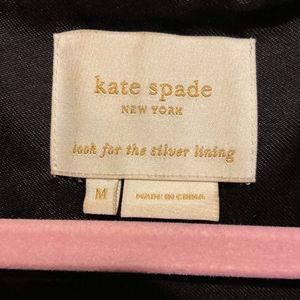 kate spade
NEW YORK
look for the silver lining
M
MADE IN CHINA